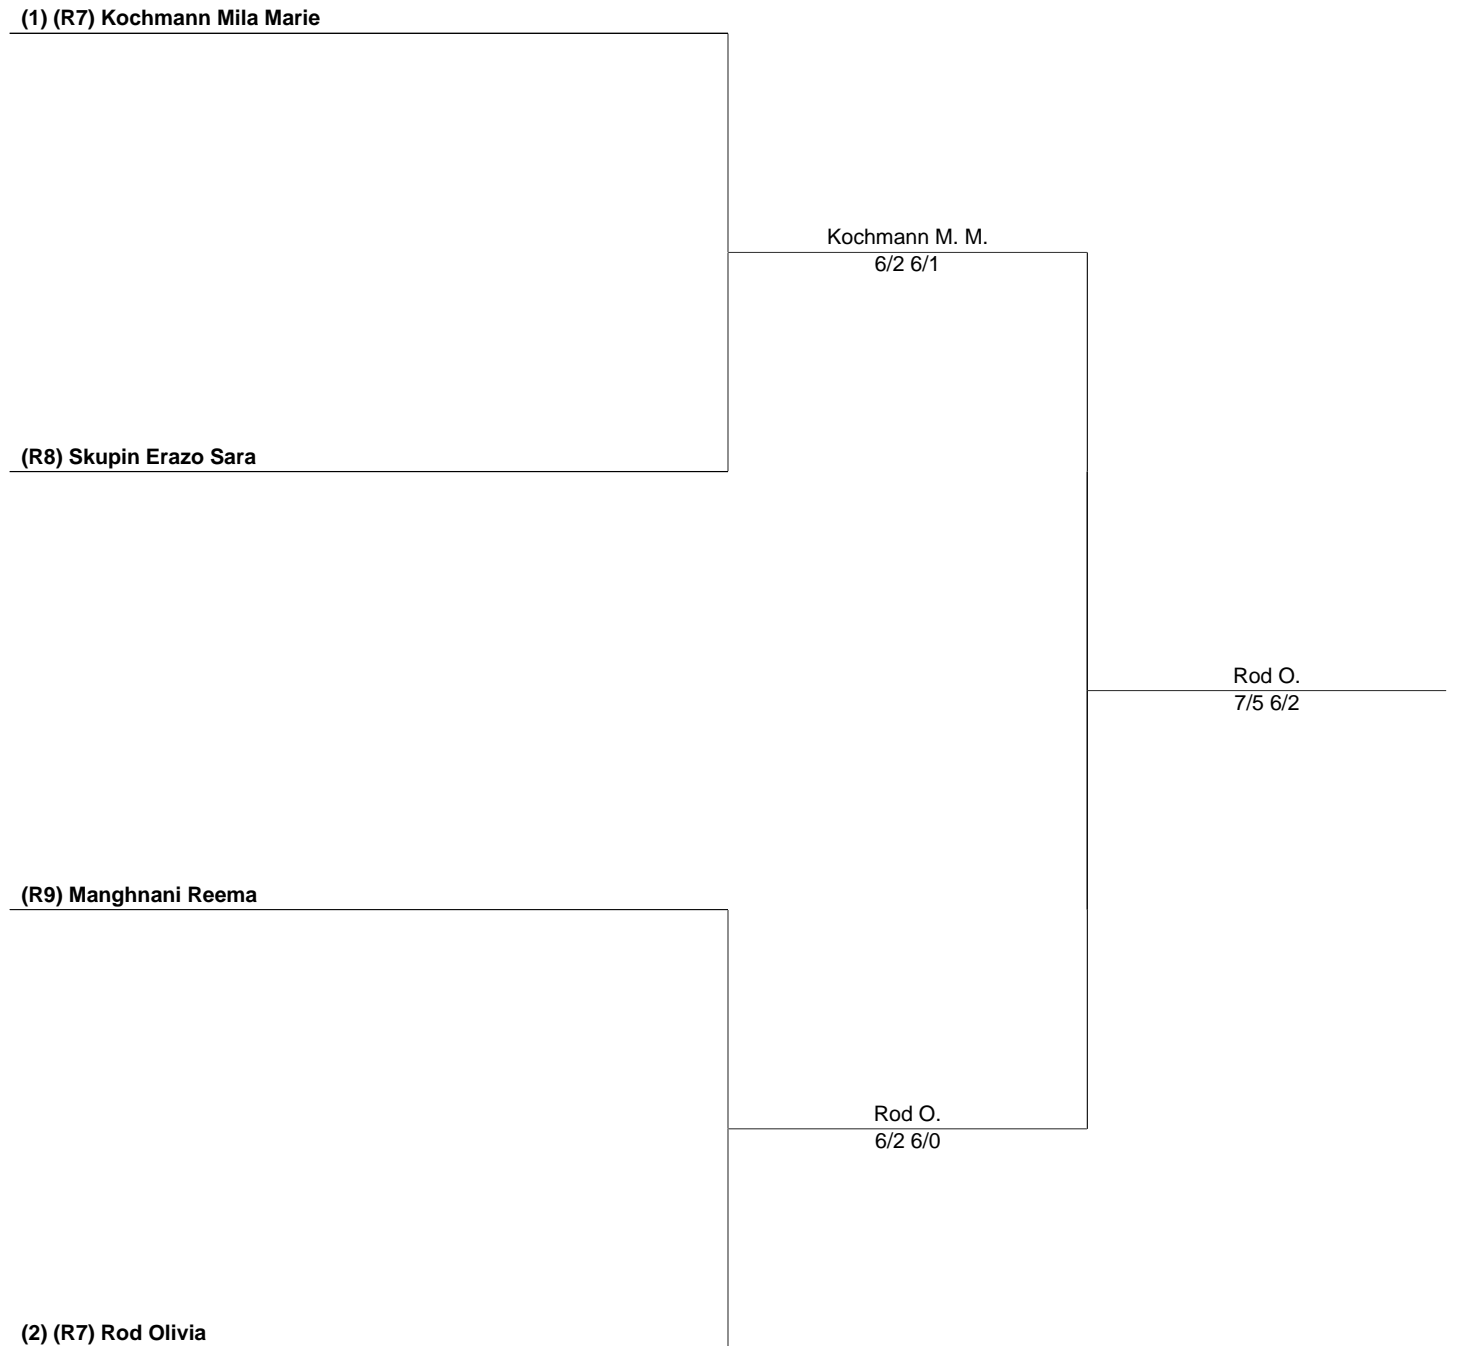 (1) (R7) Kochmann Mila Marie
Kochmann M. M.
6/2 6/1
(R8) Skupin Erazo Sara
Rod O.
7/5 6/2
(R9) Manghnani Reema
Rod O.
6/2 6/0
(2) (R7) Rod Olivia